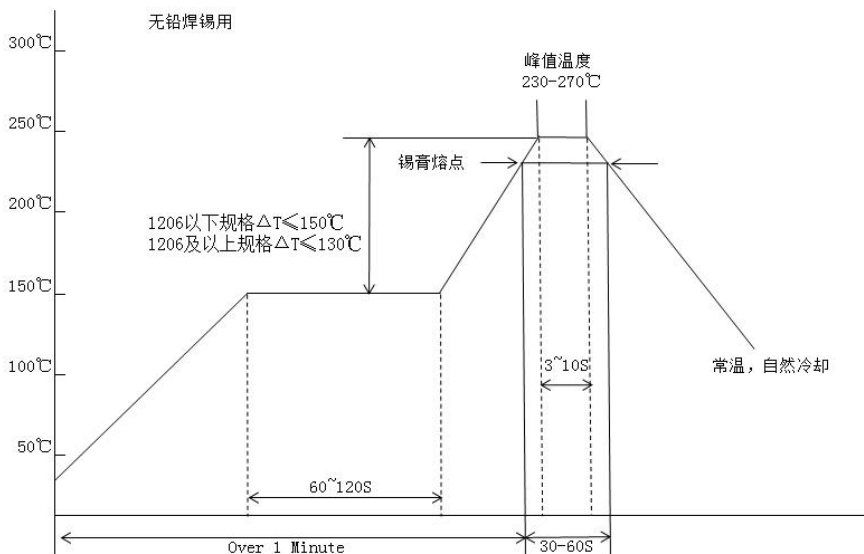 无铅焊锡用
300℃
峰值温度
230-270℃
250℃
锡膏熔点
200℃
1206以下规格△T≤150℃
1206及以上规格△T≤130℃
150℃
3~10S
常温，自然冷却
100℃
50℃
60~120S
Over 1 Minute
30-60S